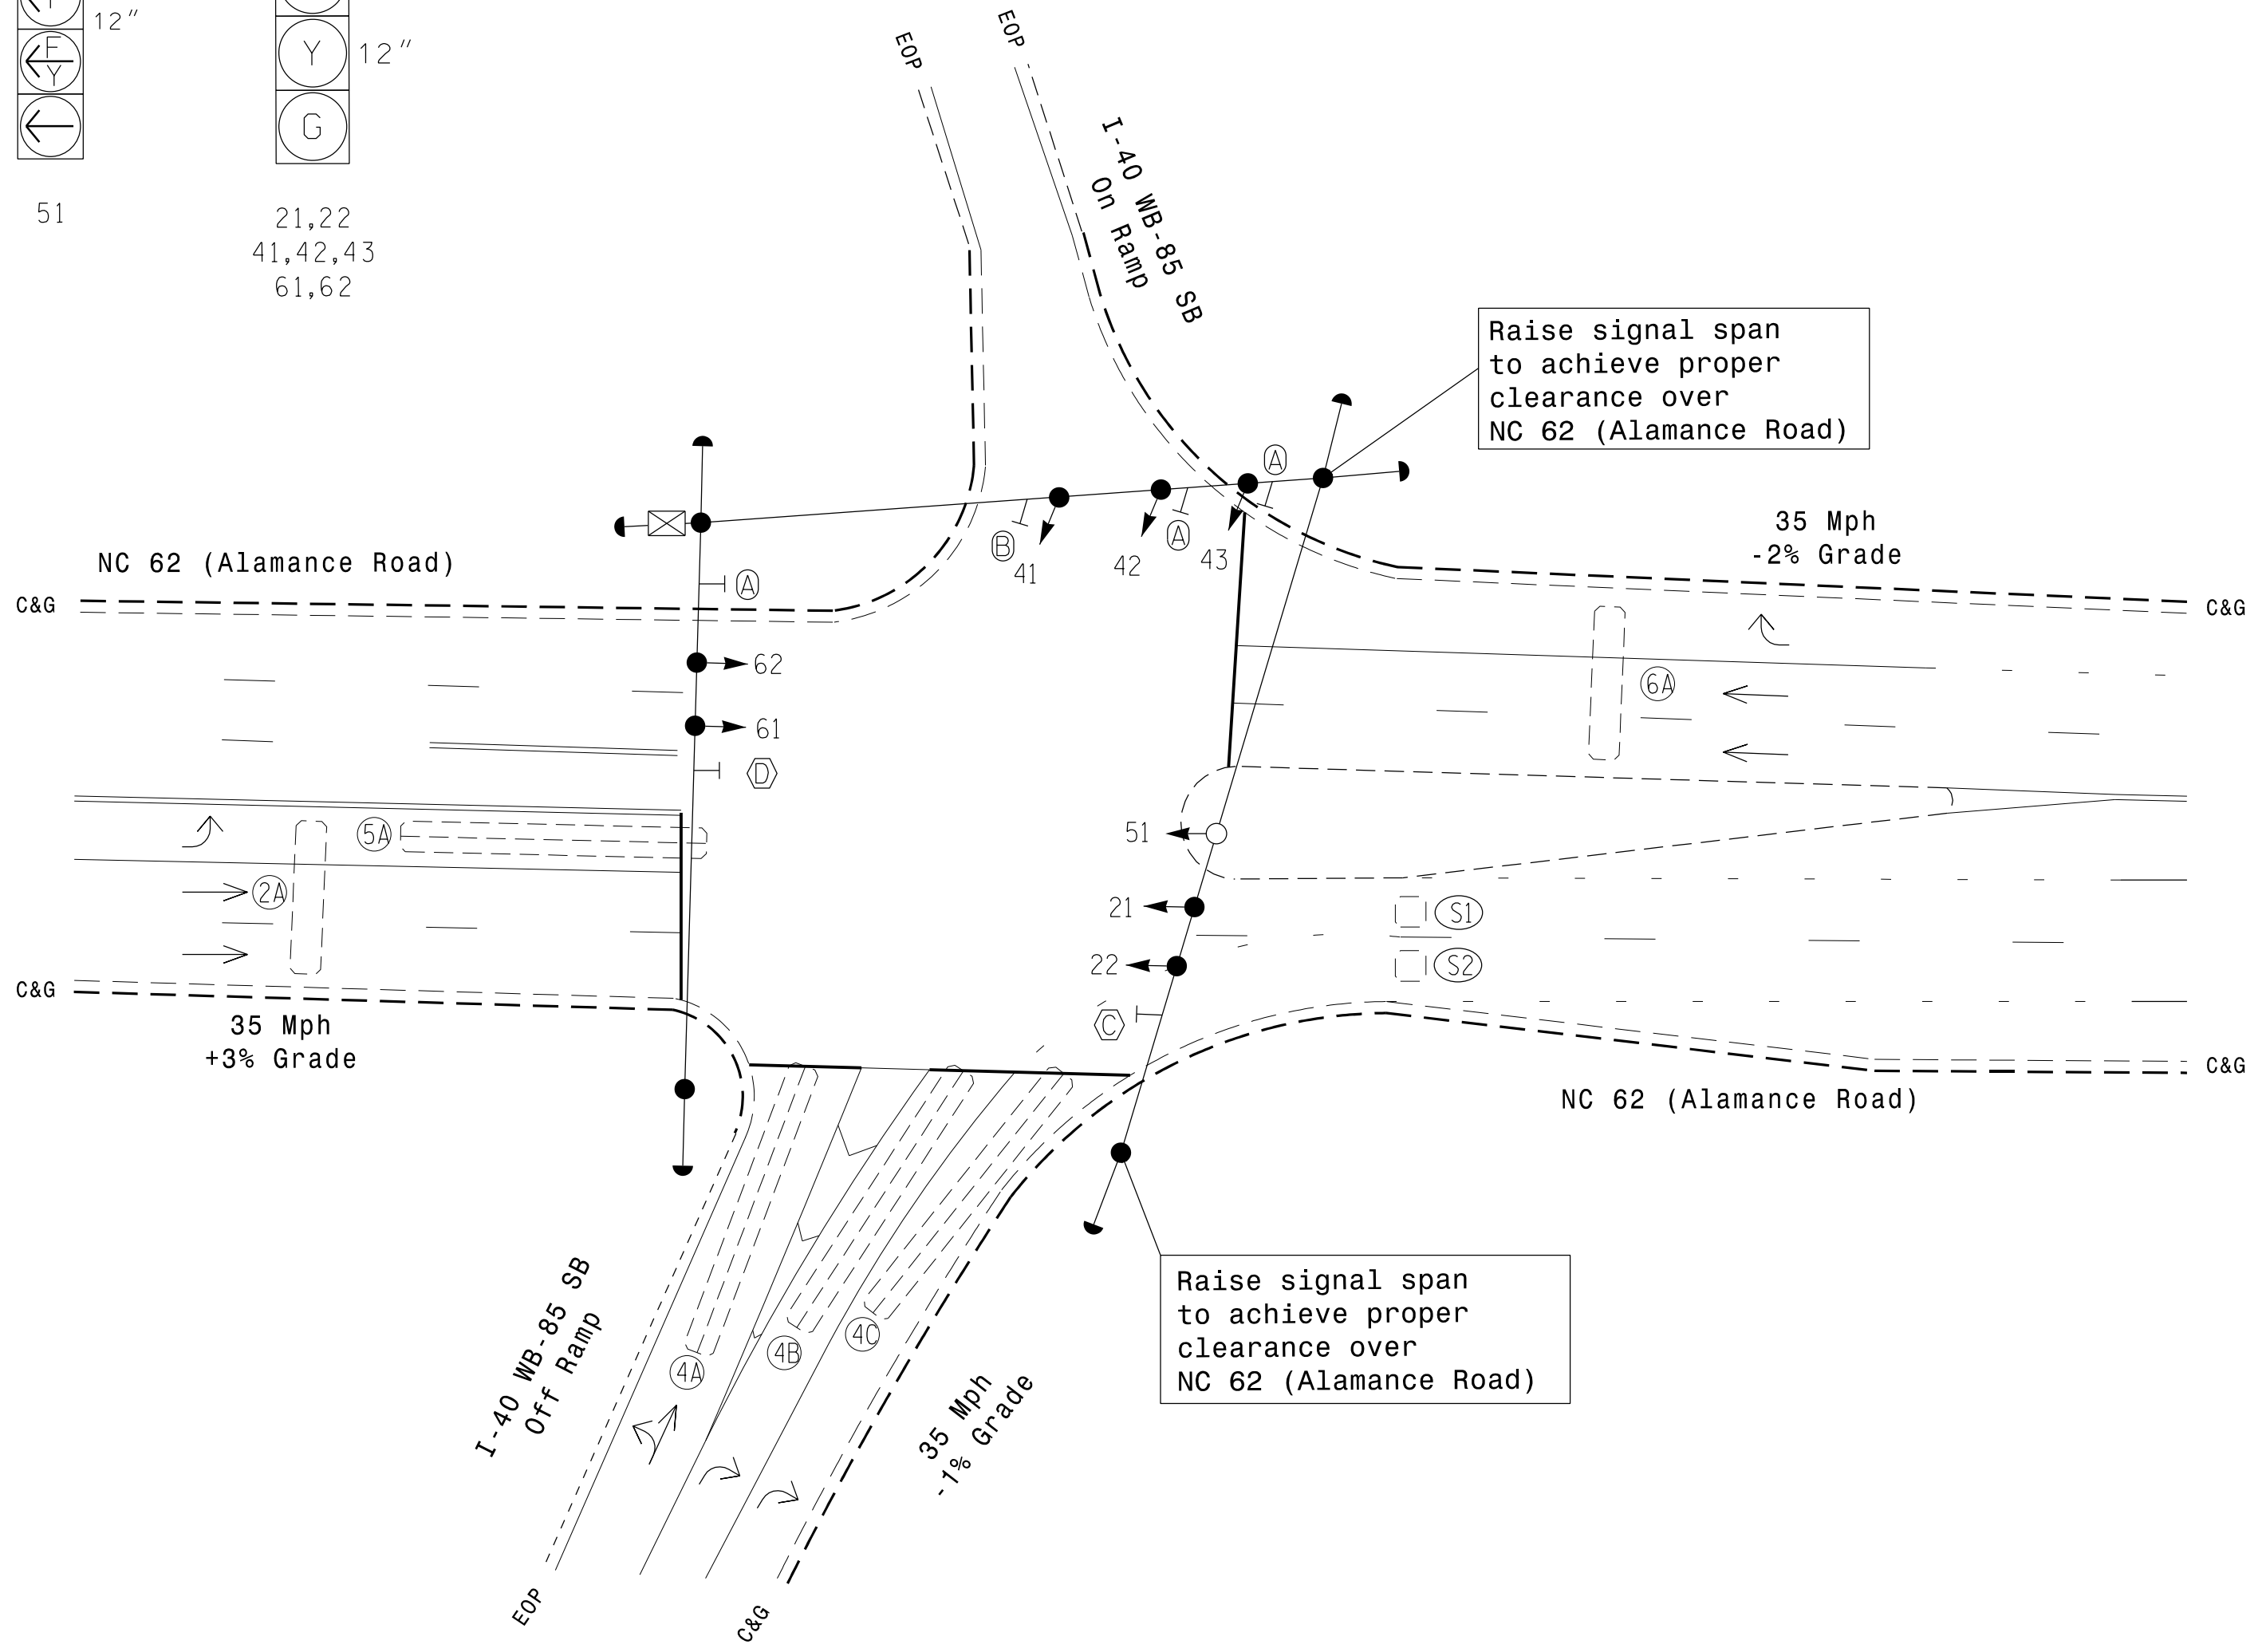 12"
F
Y
Y
12"
G
51
21,22
41,42,43
61,62
EOP
EOP
I-40 WB-85 SB
On Ramp
Raise signal span
to achieve proper
clearance over
NC 62 (Alamance Road)
35 Mph
-2% Grade
NC 62 (Alamance Road)
C&G
C&G
A
B
A
41
42
43
A
62
61
D
6A
5A
2A
51
21
22
S1
S2
C
C&G
35 Mph
+3% Grade
C&G
NC 62 (Alamance Road)
Raise signal span
to achieve proper
clearance over
NC 62 (Alamance Road)
4A
4B
4C
I-40 WB-85 SB
Off Ramp
35 Mph
-1% Grade
EOP
C&G